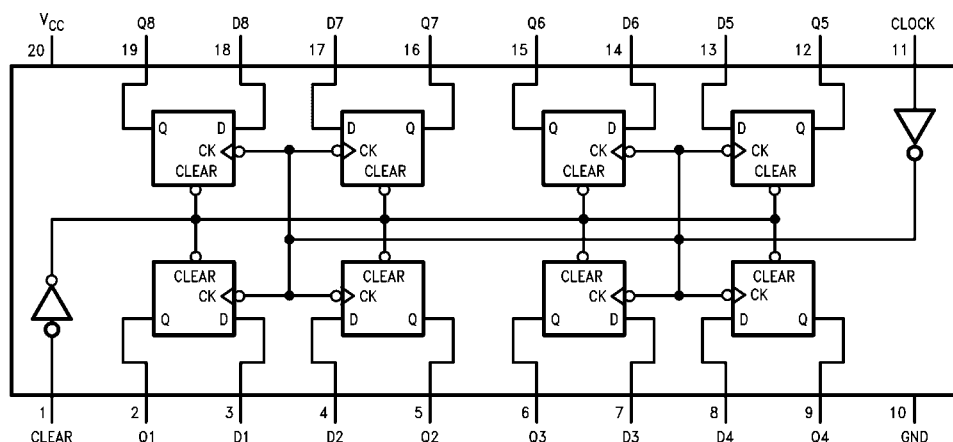 V_CC Q8 D8 D7 Q7 Q6 D6 D5 Q5 CLOCK
20 19 18 17 16 15 14 13 12 11
Q D D Q Q D D Q
CK CK CK CK
CLEAR CLEAR CLEAR CLEAR
CLEAR CLEAR CLEAR CLEAR
CK CK CK CK
Q D D Q Q D D Q
1 2 3 4 5 6 7 8 9 10
CLEAR Q1 D1 D2 Q2 Q3 D3 D4 Q4 GND